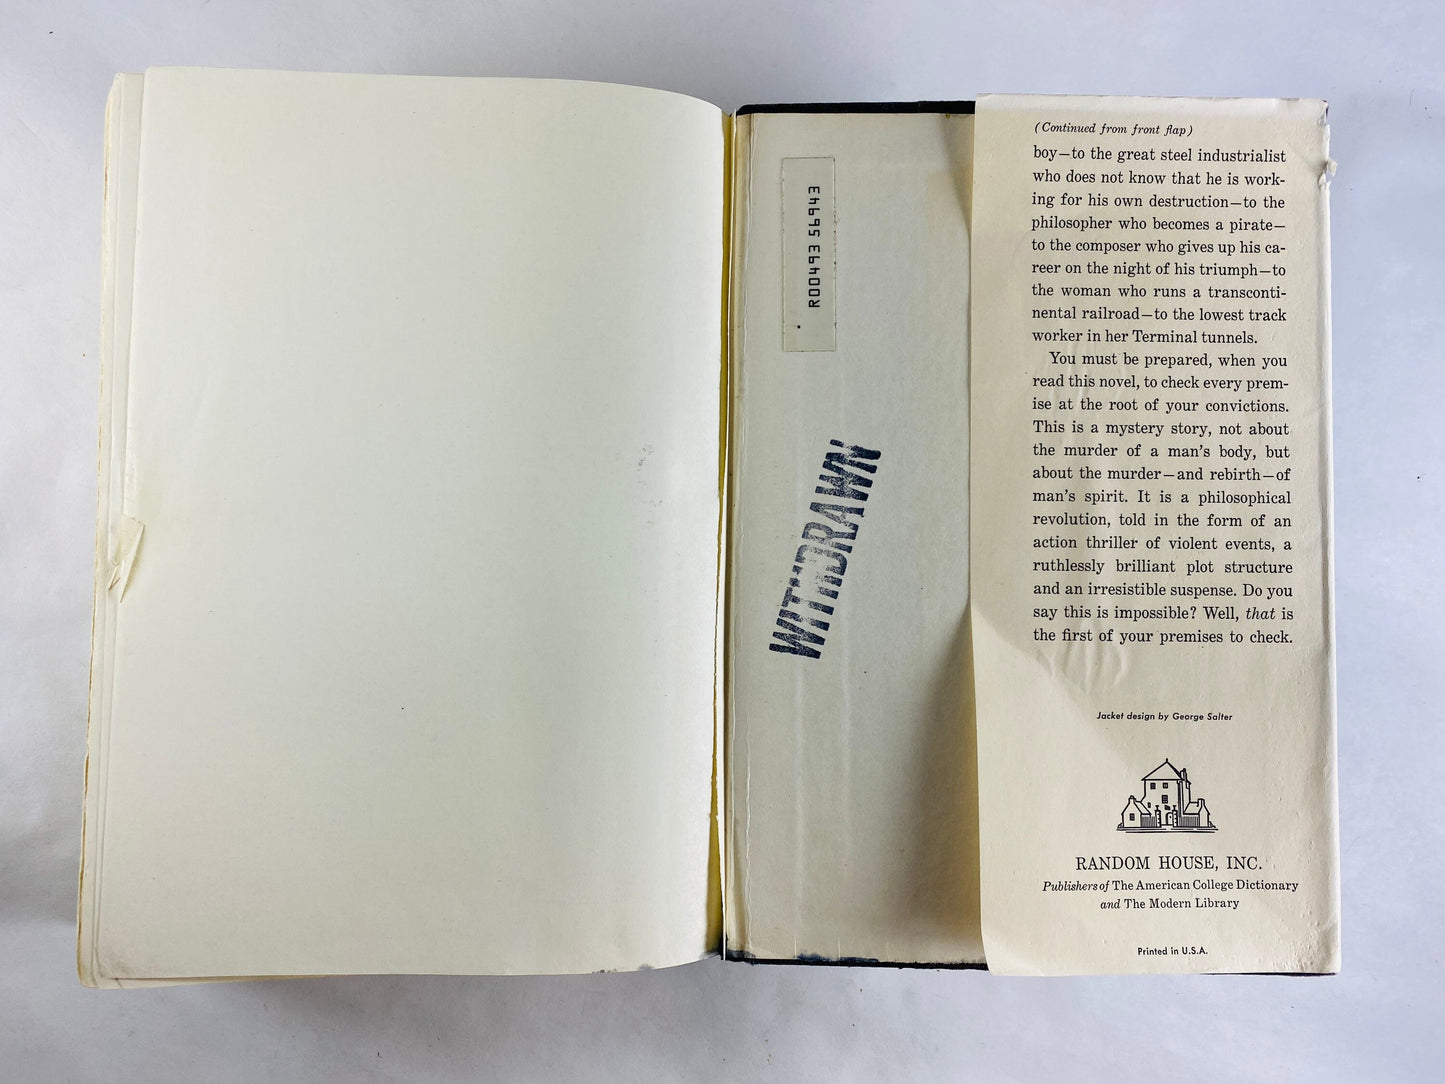 R00493 56943
WITHDRAWN
(Continued from front flap)
boy—to the great steel industrialist
who does not know that he is work-
ing for his own destruction—to the
philosopher who becomes a pirate—
to the composer who gives up his ca-
reer on the night of his triumph—to
the woman who runs a transconti-
nental railroad—to the lowest track
worker in her Terminal tunnels.
You must be prepared, when you
read this novel, to check every prem-
ise at the root of your convictions.
This is a mystery story, not about
the murder of a man's body, but
about the murder—and rebirth—of
man's spirit. It is a philosophical
revolution, told in the form of an
action thriller of violent events, a
ruthlessly brilliant plot structure
and an irresistible suspense. Do you
say this is impossible? Well, that is
the first of your premises to check.
Jacket design by George Salter
RANDOM HOUSE, INC.
Publishers of The American College Dictionary
and The Modern Library
Printed in U.S.A.